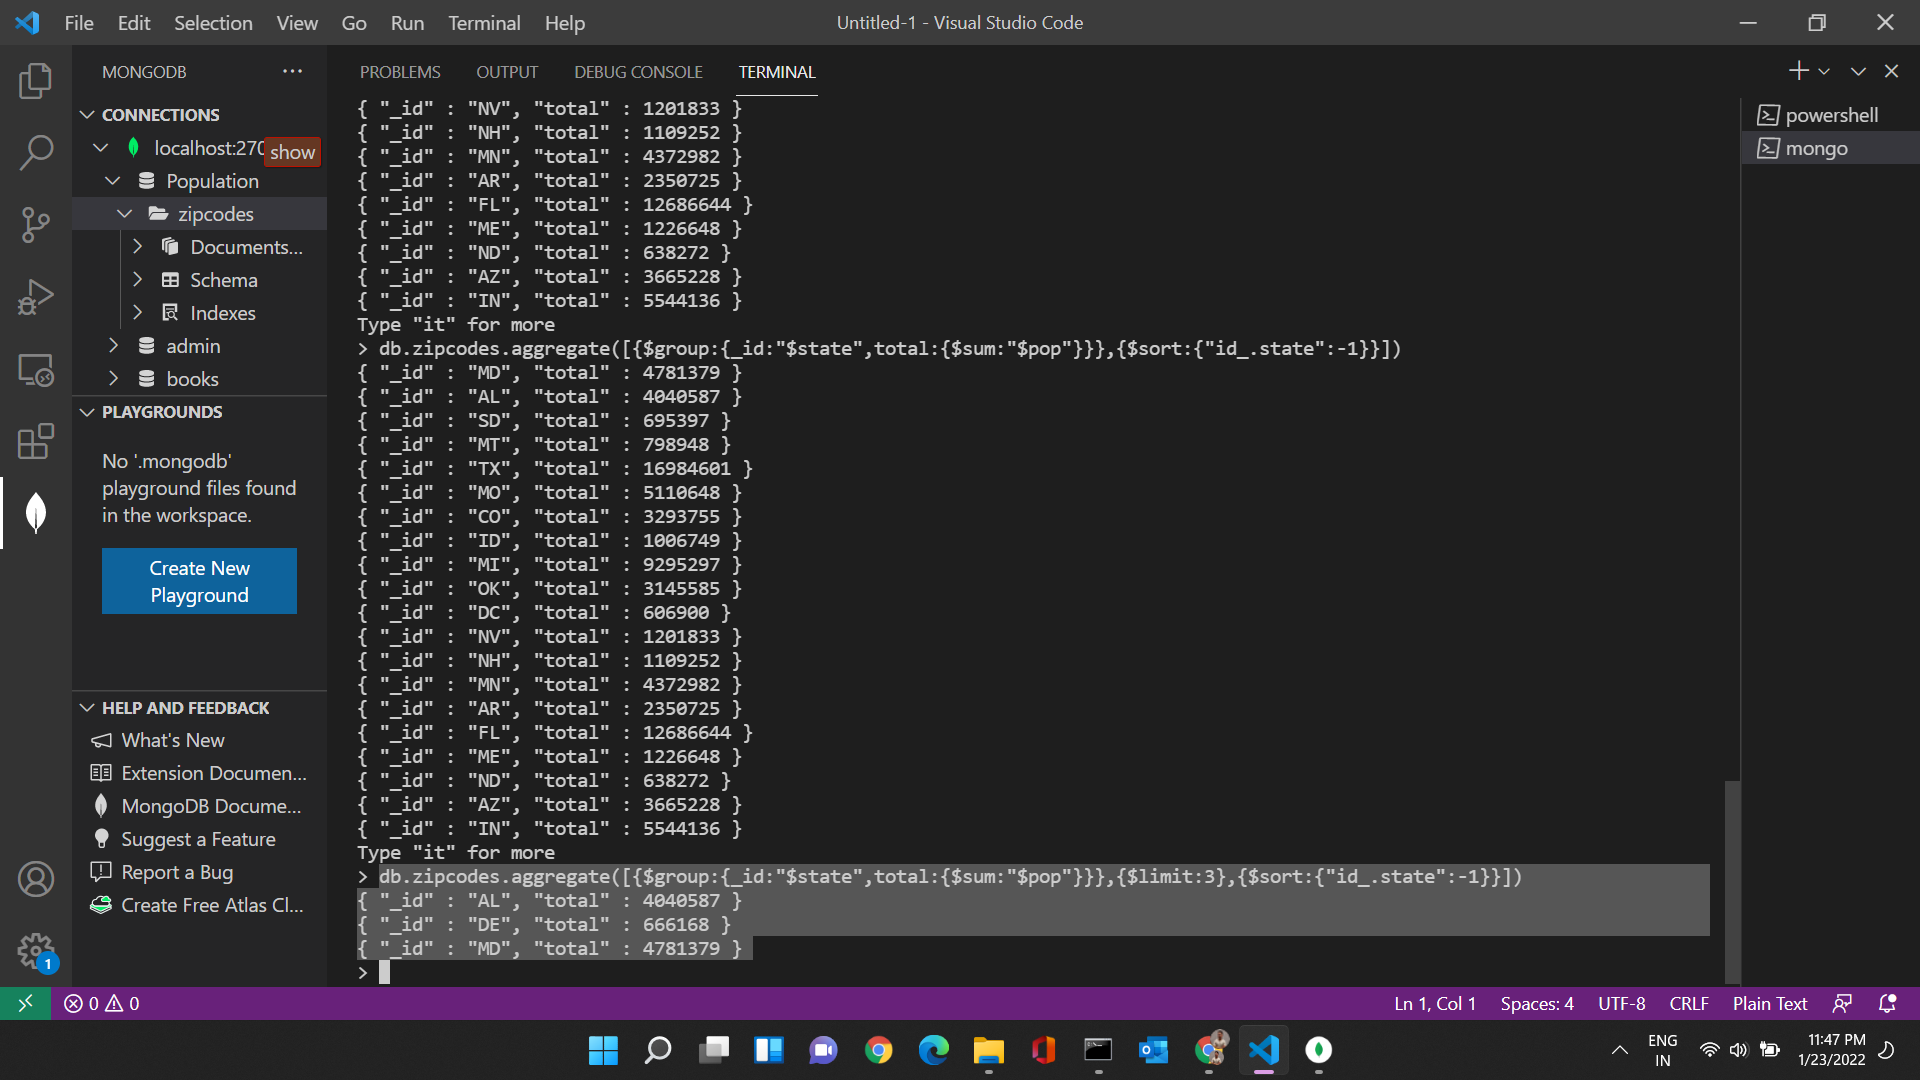 File Edit Selection View Go Run Terminal Help
Untitled-1 - Visual Studio Code
MONGODB
CONNECTIONS
localhost:270
show
Population
zipcodes
Documents...
Schema
Indexes
admin
books
PLAYGROUNDS
No '.mongodb'
playground files found
in the workspace.
Create New
Playground
HELP AND FEEDBACK
What's New
Extension Documen...
MongoDB Docume...
Suggest a Feature
Report a Bug
Create Free Atlas Cl...
1
PROBLEMS OUTPUT DEBUG CONSOLE TERMINAL
{ "_id" : "NV", "total" : 1201833 }
{ "_id" : "NH", "total" : 1109252 }
{ "_id" : "MN", "total" : 4372982 }
{ "_id" : "AR", "total" : 2350725 }
{ "_id" : "FL", "total" : 12686644 }
{ "_id" : "ME", "total" : 1226648 }
{ "_id" : "ND", "total" : 638272 }
{ "_id" : "AZ", "total" : 3665228 }
{ "_id" : "IN", "total" : 5544136 }
Type "it" for more
> db.zipcodes.aggregate([{$group:{_id:"$state",total:{$sum:"$pop"}}},{$sort:{"id_.state":-1}}])
{ "_id" : "MD", "total" : 4781379 }
{ "_id" : "AL", "total" : 4040587 }
{ "_id" : "SD", "total" : 695397 }
{ "_id" : "MT", "total" : 798948 }
{ "_id" : "TX", "total" : 16984601 }
{ "_id" : "MO", "total" : 5110648 }
{ "_id" : "CO", "total" : 3293755 }
{ "_id" : "ID", "total" : 1006749 }
{ "_id" : "MI", "total" : 9295297 }
{ "_id" : "OK", "total" : 3145585 }
{ "_id" : "DC", "total" : 606900 }
{ "_id" : "NV", "total" : 1201833 }
{ "_id" : "NH", "total" : 1109252 }
{ "_id" : "MN", "total" : 4372982 }
{ "_id" : "AR", "total" : 2350725 }
{ "_id" : "FL", "total" : 12686644 }
{ "_id" : "ME", "total" : 1226648 }
{ "_id" : "ND", "total" : 638272 }
{ "_id" : "AZ", "total" : 3665228 }
{ "_id" : "IN", "total" : 5544136 }
Type "it" for more
> db.zipcodes.aggregate([{$group:{_id:"$state",total:{$sum:"$pop"}}},{$limit:3},{$sort:{"id_.state":-1}}])
{ "_id" : "AL", "total" : 4040587 }
{ "_id" : "DE", "total" : 666168 }
{ "_id" : "MD", "total" : 4781379 }
>
powershell
mongo
0 0
Ln 1, Col 1 Spaces: 4 UTF-8 CRLF Plain Text
ENG
IN
11:47 PM
1/23/2022